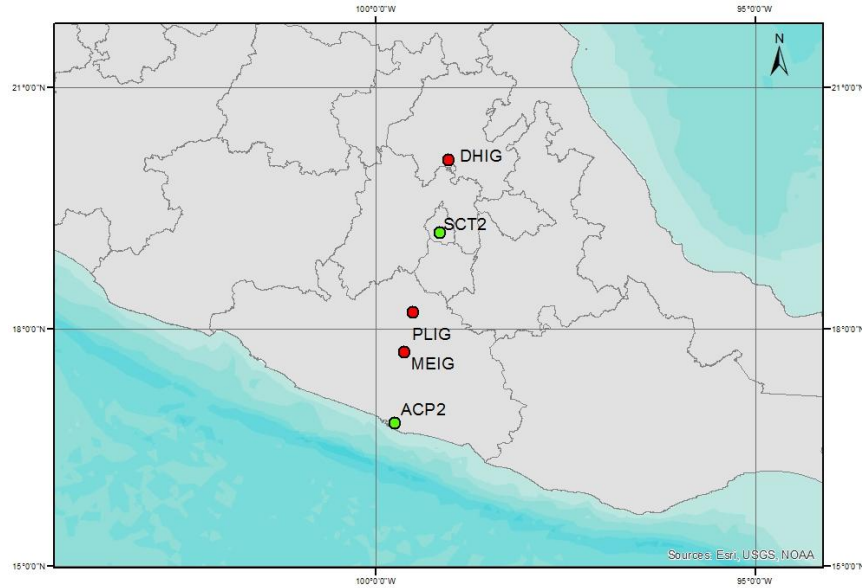 100°0'0"W 95°0'0"W
N
21°0'0"N 21°0'0"N
DHIG
SCT2
18°0'0"N 18°0'0"N
PLIG
MEIG
ACP2
Sources: Esri, USGS, NOAA
15°0'0"N 15°0'0"N
100°0'0"W 95°0'0"W